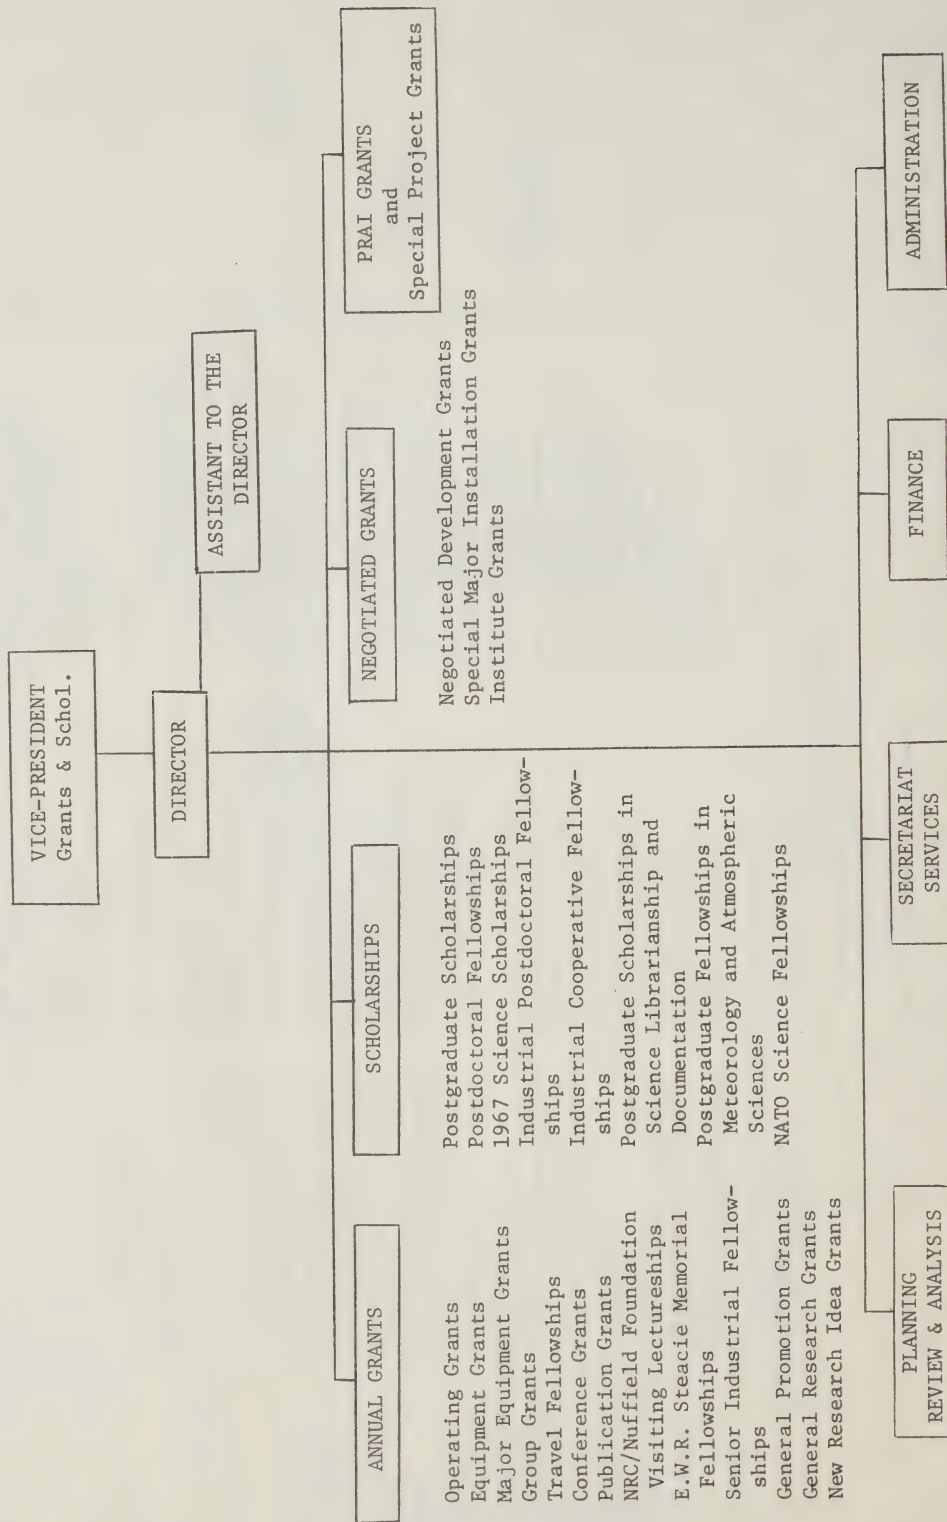 VICE-PRESIDENT
Grants & Schol.
DIRECTOR
ASSISTANT TO THE
DIRECTOR
ANNUAL GRANTS
Operating Grants
Equipment Grants
Major Equipment Grants
Group Grants
Travel Fellowships
Conference Grants
Publication Grants
NRC/Nuffield Foundation
Visiting Lectureships
E.W.R. Steacie Memorial
Fellowships
Senior Industrial Fellow-
ships
General Promotion Grants
General Research Grants
New Research Idea Grants
SCHOLARSHIPS
Postgraduate Scholarships
Postdoctoral Fellowships
1967 Science Scholarships
Industrial Postdoctoral Fellow-
ships
Industrial Cooperative Fellow-
ships
Postgraduate Scholarships in
Science Librarianship and
Documentation
Postgraduate Fellowships in
Meteorology and Atmospheric
Sciences
NATO Science Fellowships
NEGOTIATED GRANTS
Negotiated Development Grants
Special Major Installation Grants
Institute Grants
PRAI GRANTS
and
Special Project Grants
PLANNING
REVIEW & ANALYSIS
SECRETARIAT
SERVICES
FINANCE
ADMINISTRATION